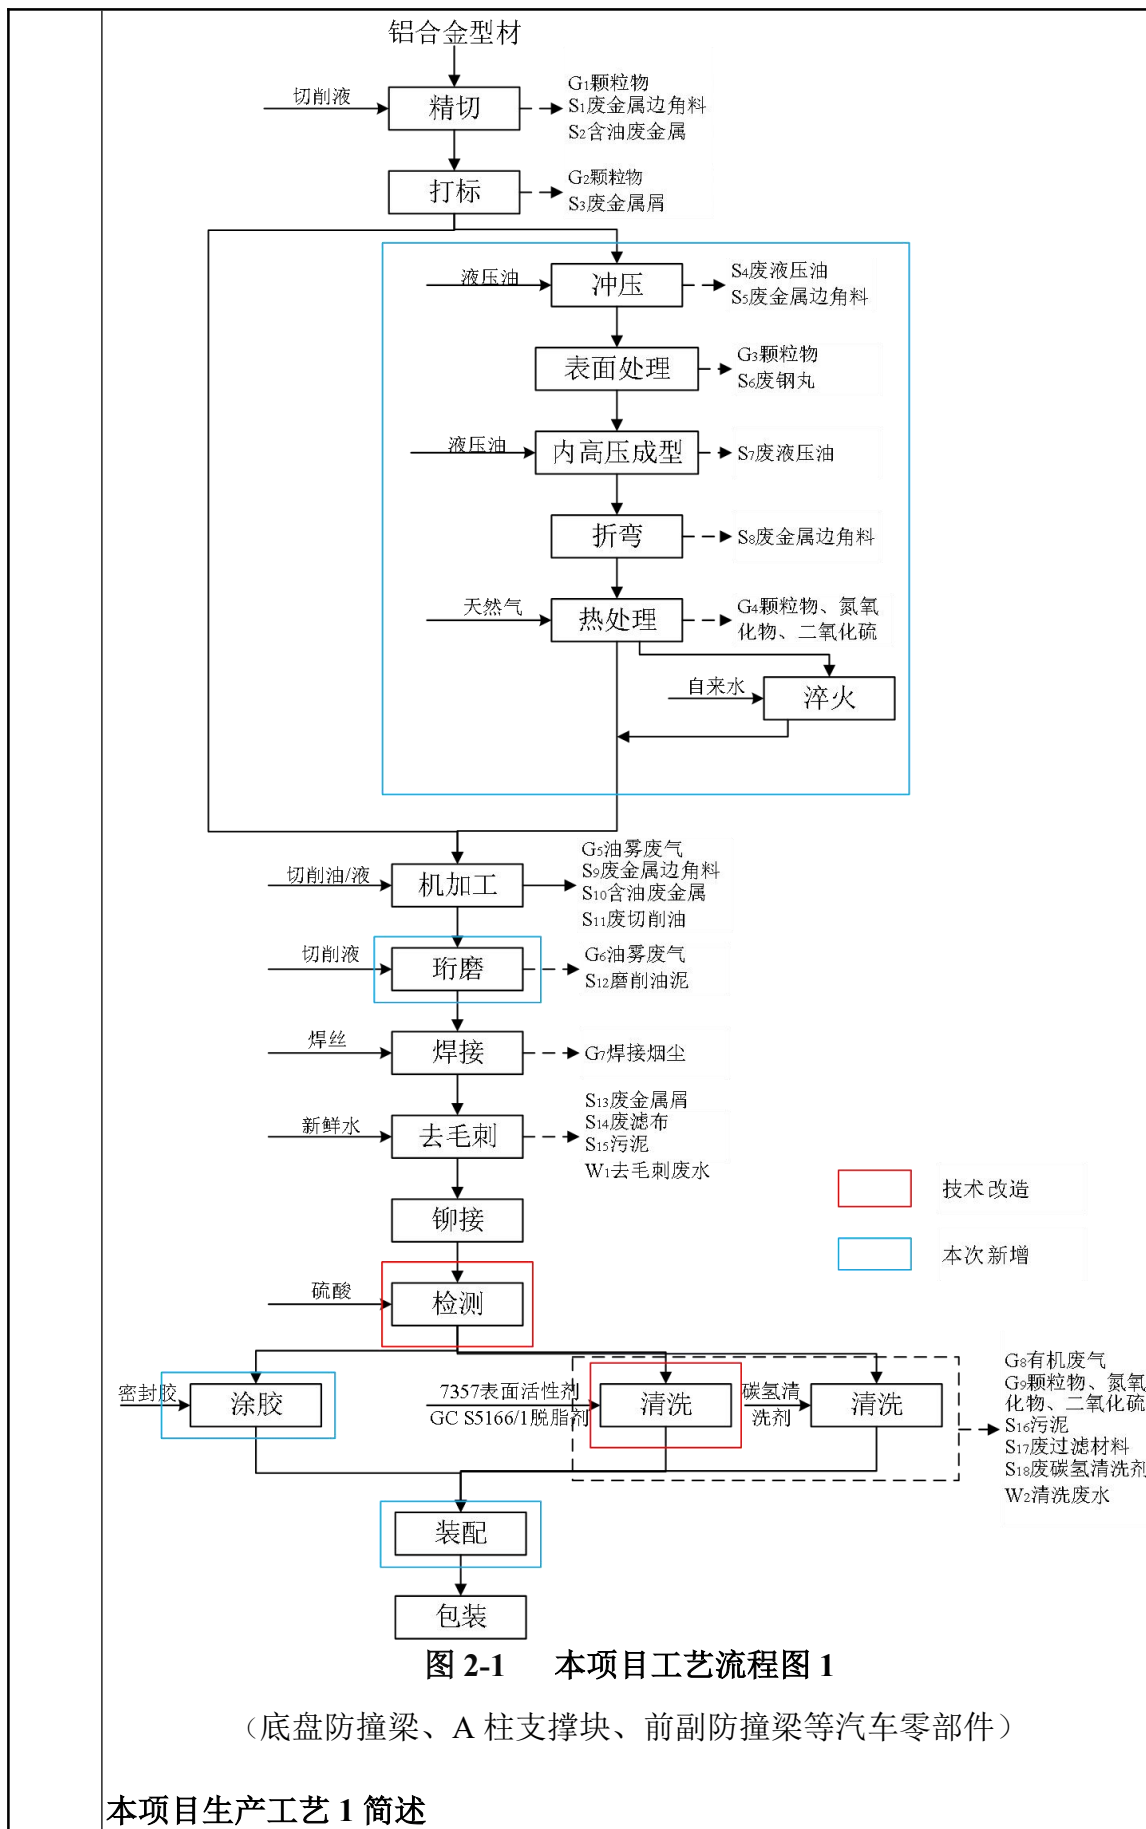 铝合金型材
切削液
精切
G1颗粒物
S1废金属边角料
S2含油废金属
打标
G2颗粒物
S3废金属屑
液压油
冲压
S4废液压油
S5废金属边角料
表面处理
G3颗粒物
S6废钢丸
液压油
内高压成型
S7废液压油
折弯
S8废金属边角料
天然气
热处理
G4颗粒物、氮氧
化物、二氧化硫
自来水
淬火
切削油/液
机加工
G5油雾废气
S9废金属边角料
S10含油废金属
S11废切削油
切削液
珩磨
G6油雾废气
S12磨削油泥
焊丝
焊接
G7焊接烟尘
新鲜水
去毛刺
S13废金属屑
S14废滤布
S15污泥
W1去毛刺废水
铆接
技术改造
本次新增
硫酸
检测
密封胶
涂胶
7357表面活性剂
GC S5166/1脱脂剂
清洗
碳氢清
洗剂
清洗
G8有机废气
G9颗粒物、氮氧
化物、二氧化硫
S16污泥
S17废过滤材料
S18废碳氢清洗剂
W2清洗废水
装配
包装
图 2-1 本项目工艺流程图 1
（底盘防撞梁、A 柱支撑块、前副防撞梁等汽车零部件）
本项目生产工艺 1 简述